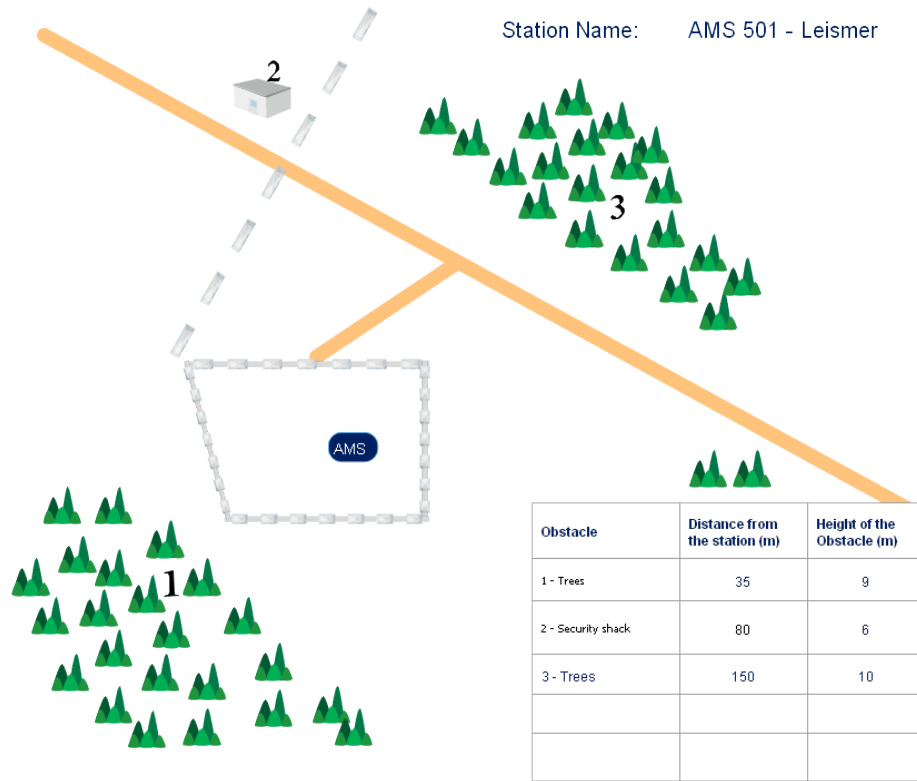 Station Name: AMS 501 - Leismer
2
3
AMS
1
Obstacle Distance from the station (m) Height of the Obstacle (m)
1 - Trees 35 9
2 - Security shack 80 6
3 - Trees 150 10